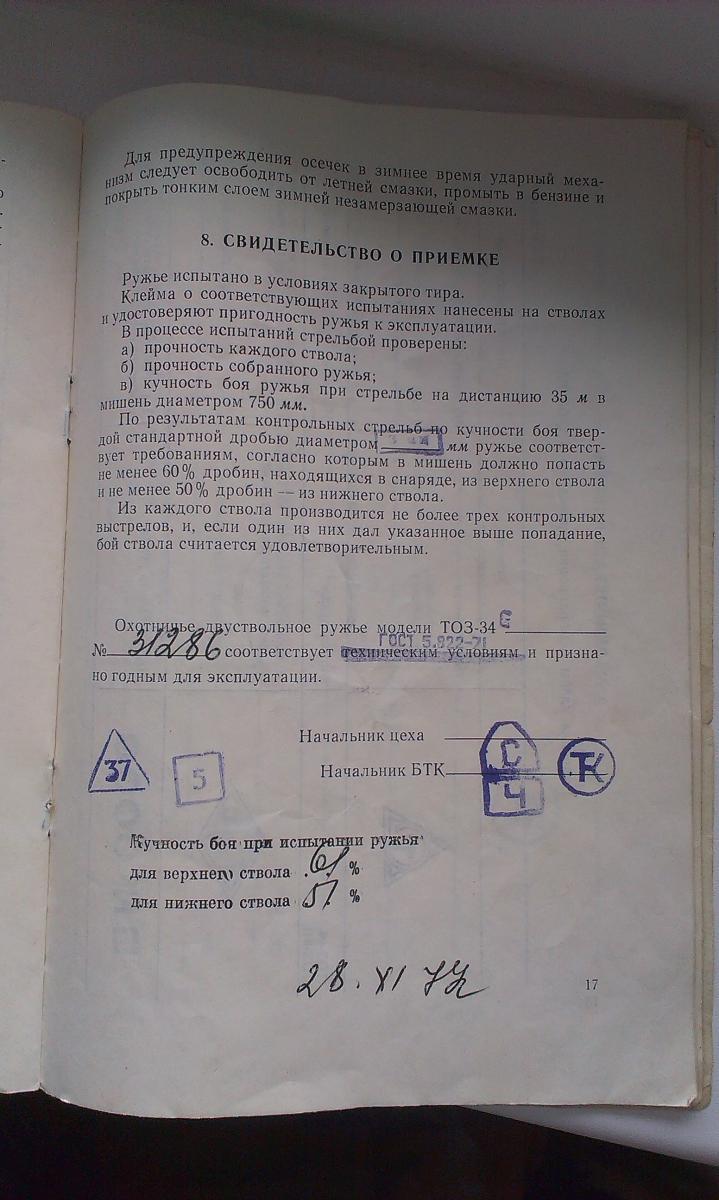 Для предупреждения осечек в зимнее время ударный меха-
низм следует освободить от летней смазки, промыть в бензине и
покрыть тонким слоем зимней незамерзающей смазки.
8. СВИДЕТЕЛЬСТВО О ПРИЕМКЕ
Ружье испытано в условиях закрытого тира.
Клейма о соответствующих испытаниях нанесены на стволах
и удостоверяют пригодность ружья к эксплуатации.
В процессе испытаний стрельбой проверены:
а) прочность каждого ствола;
б) прочность собранного ружья;
в) кучность боя ружья при стрельбе на дистанцию 35 м в
мишень диаметром 750 мм.
По результатам контрольных стрельб по кучности боя твер-
дой стандартной дробью диаметром мм ружье соответст-
вует требованиям, согласно которым в мишень должно попасть
не менее 60% дробин, находящихся в снаряде, из верхнего ствола
и не менее 50% дробин — из нижнего ствола.
Из каждого ствола производится не более трех контрольных
выстрелов, и, если один из них дал указанное выше попадание,
бой ствола считается удовлетворительным.
Охотничье двуствольное ружье модели ТОЗ-34
ГОСТ 5.922-71
№ 31286 соответствует техническим условиям и призна-
но годным для эксплуатации.
Начальник цеха
Начальник БТК
37
5
С
Ч
ТК
Кучность боя при испытании ружья
для верхнего ствола 61 %
для нижнего ствола 51 %
28. XI
17